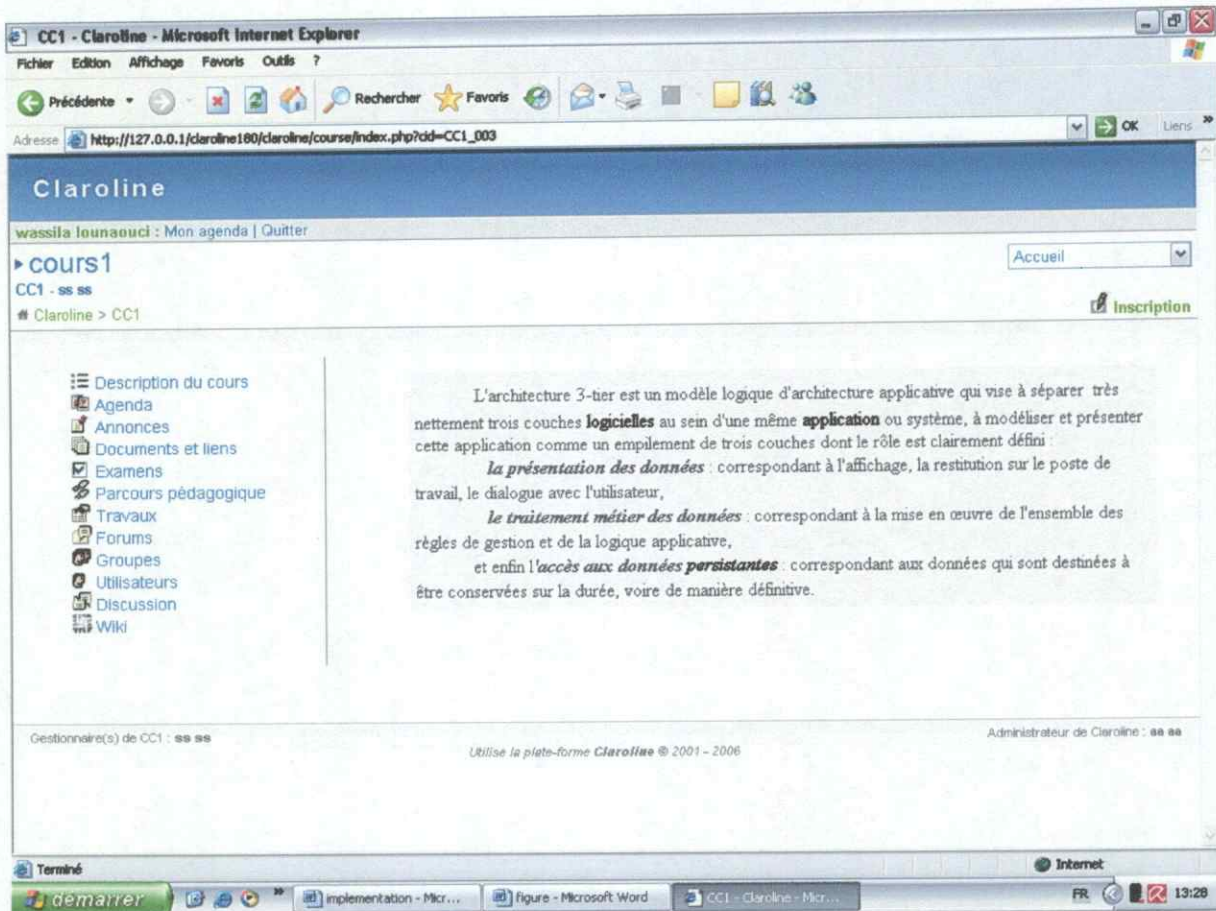 CC1 - Claroline - Microsoft Internet Explorer
Fichier Edition Affichage Favoris Outils ?
Précédente Rechercher Favoris
Adresse http://127.0.0.1/claroline180/claroline/course/index.php?cid=CC1_003 OK Liens »
Claroline
wassila lounaouci : Mon agenda | Quitter
cours1 Accueil
CC1 - ss ss
Claroline > CC1 Inscription
Description du cours
Agenda
Annonces
Documents et liens
Examens
Parcours pédagogique
Travaux
Forums
Groupes
Utilisateurs
Discussion
Wiki
L'architecture 3-tier est un modèle logique d'architecture applicative qui vise à séparer très
nettement trois couches logicielles au sein d'une même application ou système, à modéliser et présenter
cette application comme un empilement de trois couches dont le rôle est clairement défini :
la présentation des données : correspondant à l'affichage, la restitution sur le poste de
travail, le dialogue avec l'utilisateur,
le traitement métier des données : correspondant à la mise en œuvre de l'ensemble des
règles de gestion et de la logique applicative,
et enfin l'accès aux données persistantes : correspondant aux données qui sont destinées à
être conservées sur la durée, voire de manière définitive.
Gestionnaire(s) de CC1 : ss ss Administrateur de Claroline : aa aa
Utilise la plate-forme Claroline © 2001 - 2006
Terminé Internet
démarrer » implementation - Micr... figure - Microsoft Word CC1 - Claroline - Micr... FR 13:28